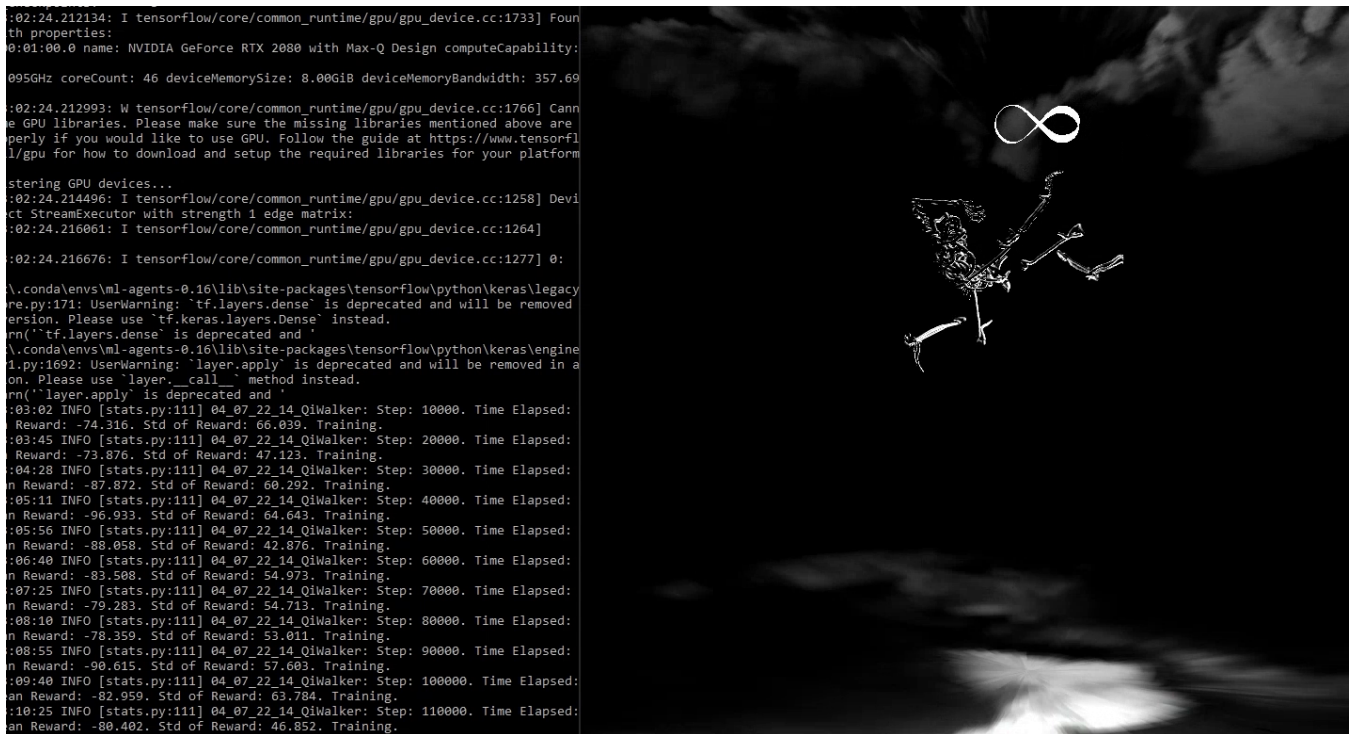 :02:24.212134: I tensorflow/core/common_runtime/gpu/gpu_device.cc:1733] Foun
th properties:
0:01:00.0 name: NVIDIA GeForce RTX 2080 with Max-Q Design computeCapability:
095GHz coreCount: 46 deviceMemorySize: 8.00GiB deviceMemoryBandwidth: 357.69
:02:24.212993: W tensorflow/core/common_runtime/gpu/gpu_device.cc:1766] Cann
e GPU libraries. Please make sure the missing libraries mentioned above are
perly if you would like to use GPU. Follow the guide at https://www.tensorfl
l/gpu for how to download and setup the required libraries for your platform
stering GPU devices...
:02:24.214496: I tensorflow/core/common_runtime/gpu/gpu_device.cc:1258] Devi
ect StreamExecutor with strength 1 edge matrix:
:02:24.216061: I tensorflow/core/common_runtime/gpu/gpu_device.cc:1264]
:02:24.216676: I tensorflow/core/common_runtime/gpu/gpu_device.cc:1277] 0:
\.conda\envs\ml-agents-0.16\lib\site-packages\tensorflow\python\keras\legacy
re.py:171: UserWarning: `tf.layers.dense` is deprecated and will be removed
ersion. Please use `tf.keras.layers.Dense` instead.
rn('`tf.layers.dense` is deprecated and '
\.conda\envs\ml-agents-0.16\lib\site-packages\tensorflow\python\keras\engine
1.py:1692: UserWarning: `layer.apply` is deprecated and will be removed in a
on. Please use `layer.__call__` method instead.
rn('`layer.apply` is deprecated and '
:03:02 INFO [stats.py:111] 04_07_22_14_QiWalker: Step: 10000. Time Elapsed:
 Reward: -74.316. Std of Reward: 66.039. Training.
:03:45 INFO [stats.py:111] 04_07_22_14_QiWalker: Step: 20000. Time Elapsed:
 Reward: -73.876. Std of Reward: 47.123. Training.
:04:28 INFO [stats.py:111] 04_07_22_14_QiWalker: Step: 30000. Time Elapsed:
n Reward: -87.872. Std of Reward: 60.292. Training.
:05:11 INFO [stats.py:111] 04_07_22_14_QiWalker: Step: 40000. Time Elapsed:
n Reward: -96.933. Std of Reward: 64.643. Training.
:05:56 INFO [stats.py:111] 04_07_22_14_QiWalker: Step: 50000. Time Elapsed:
n Reward: -88.058. Std of Reward: 42.876. Training.
:06:40 INFO [stats.py:111] 04_07_22_14_QiWalker: Step: 60000. Time Elapsed:
n Reward: -83.508. Std of Reward: 54.973. Training.
:07:25 INFO [stats.py:111] 04_07_22_14_QiWalker: Step: 70000. Time Elapsed:
n Reward: -79.283. Std of Reward: 54.713. Training.
:08:10 INFO [stats.py:111] 04_07_22_14_QiWalker: Step: 80000. Time Elapsed:
n Reward: -78.359. Std of Reward: 53.011. Training.
:08:55 INFO [stats.py:111] 04_07_22_14_QiWalker: Step: 90000. Time Elapsed:
n Reward: -90.615. Std of Reward: 57.603. Training.
:09:40 INFO [stats.py:111] 04_07_22_14_QiWalker: Step: 100000. Time Elapsed:
an Reward: -82.959. Std of Reward: 63.784. Training.
:10:25 INFO [stats.py:111] 04_07_22_14_QiWalker: Step: 110000. Time Elapsed:
ean Reward: -80.402. Std of Reward: 46.852. Training.